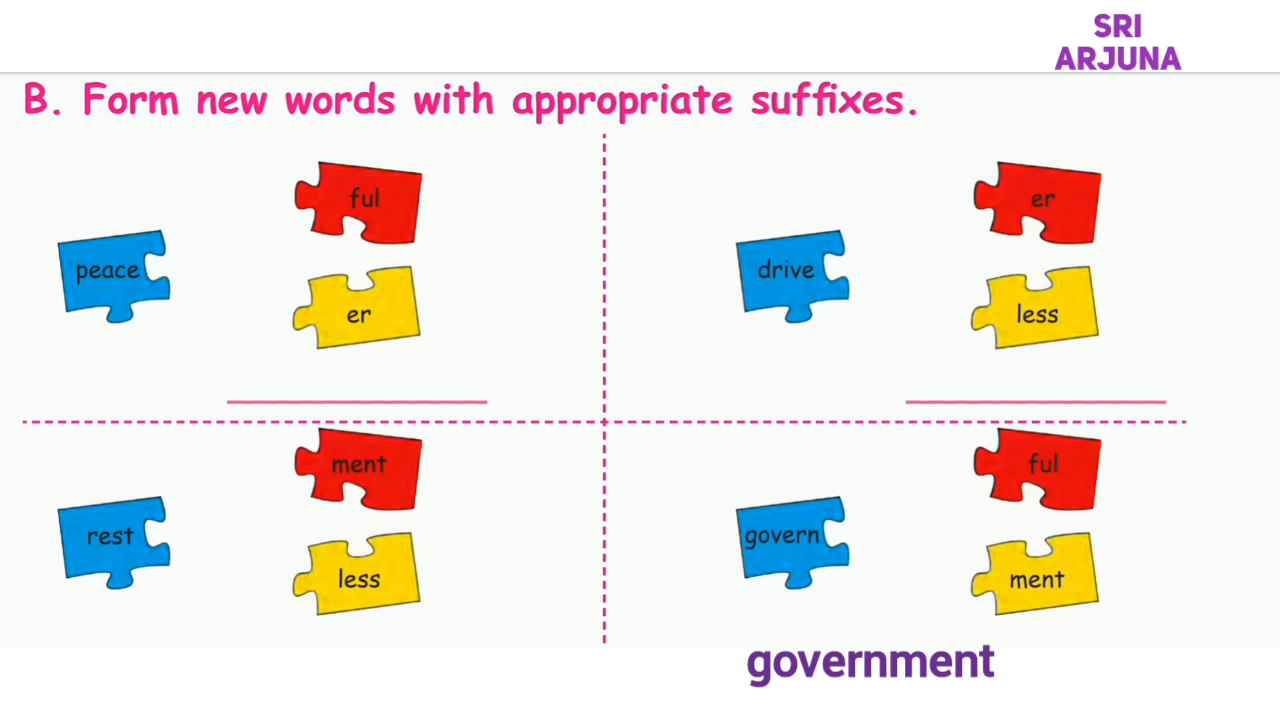 SRI
ARJUNA
B. Form new words with appropriate suffixes.
ful
peace
er
er
drive
less
ment
rest
less
ful
govern
ment
government